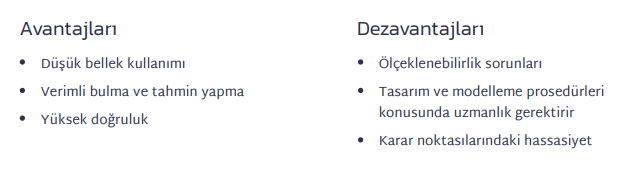 Avantajları
Düşük bellek kullanımı
Verimli bulma ve tahmin yapma
Yüksek doğruluk
Dezavantajları
Ölçeklenebilirlik sorunları
Tasarım ve modelleme prosedürleri
konusunda uzmanlık gerektirir
Karar noktasılarındaki hassasiyet